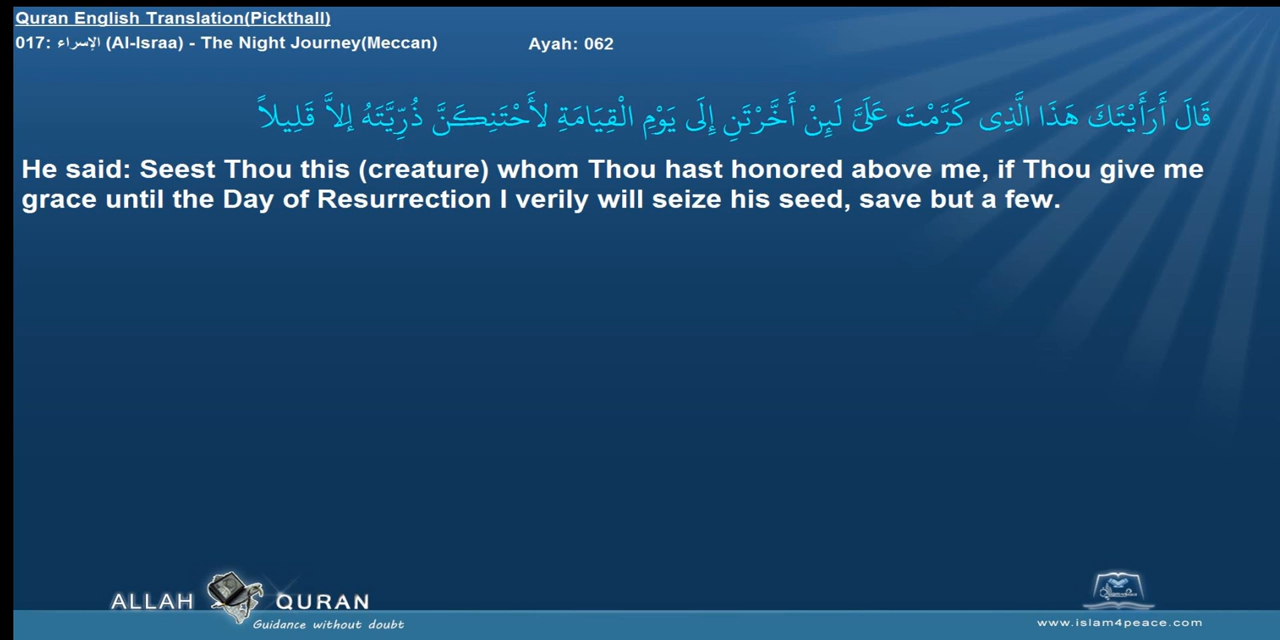 Quran English Translation(Pickthall)
017: الإسراء (Al-Israa) - The Night Journey(Meccan) Ayah: 062
قَالَ أَرَأَيْتَكَ هَذَا الَّذِى كَرَّمْتَ عَلَىَّ لَئِنْ أَخَّرْتَنِ إِلَى يَوْمِ الْقِيَامَةِ لأَحْتَنِكَنَّ ذُرِّيَّتَهُ إِلاَّ قَلِيلاً
He said: Seest Thou this (creature) whom Thou hast honored above me, if Thou give me
grace until the Day of Resurrection I verily will seize his seed, save but a few.
ALLAH QURAN
Guidance without doubt
www.islam4peace.com